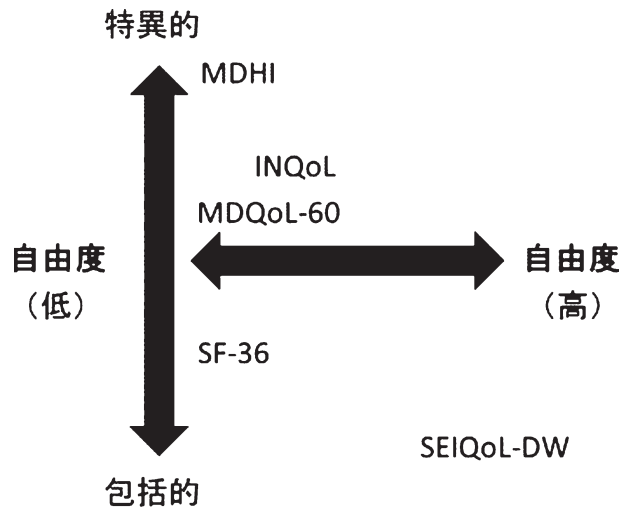 特異的
MDHI
INQoL
MDQoL-60
自由度
（低）
自由度
（高）
SF-36
SEIQoL-DW
包括的